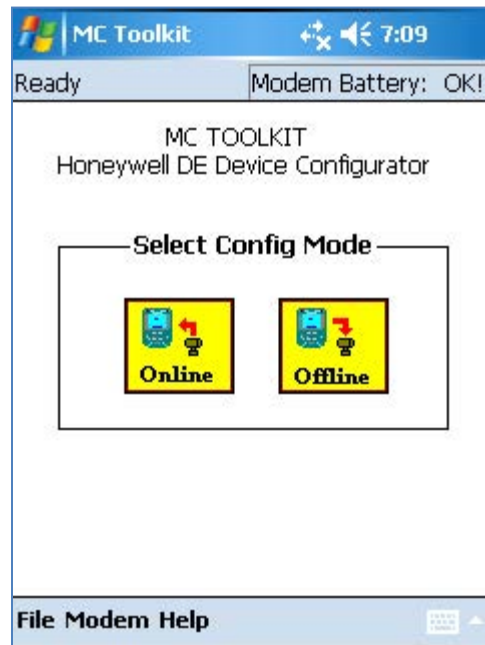 MC Toolkit 7:09
Ready Modem Battery: OK!
MC TOOLKIT
Honeywell DE Device Configurator
Select Config Mode
Online Offline
File Modem Help